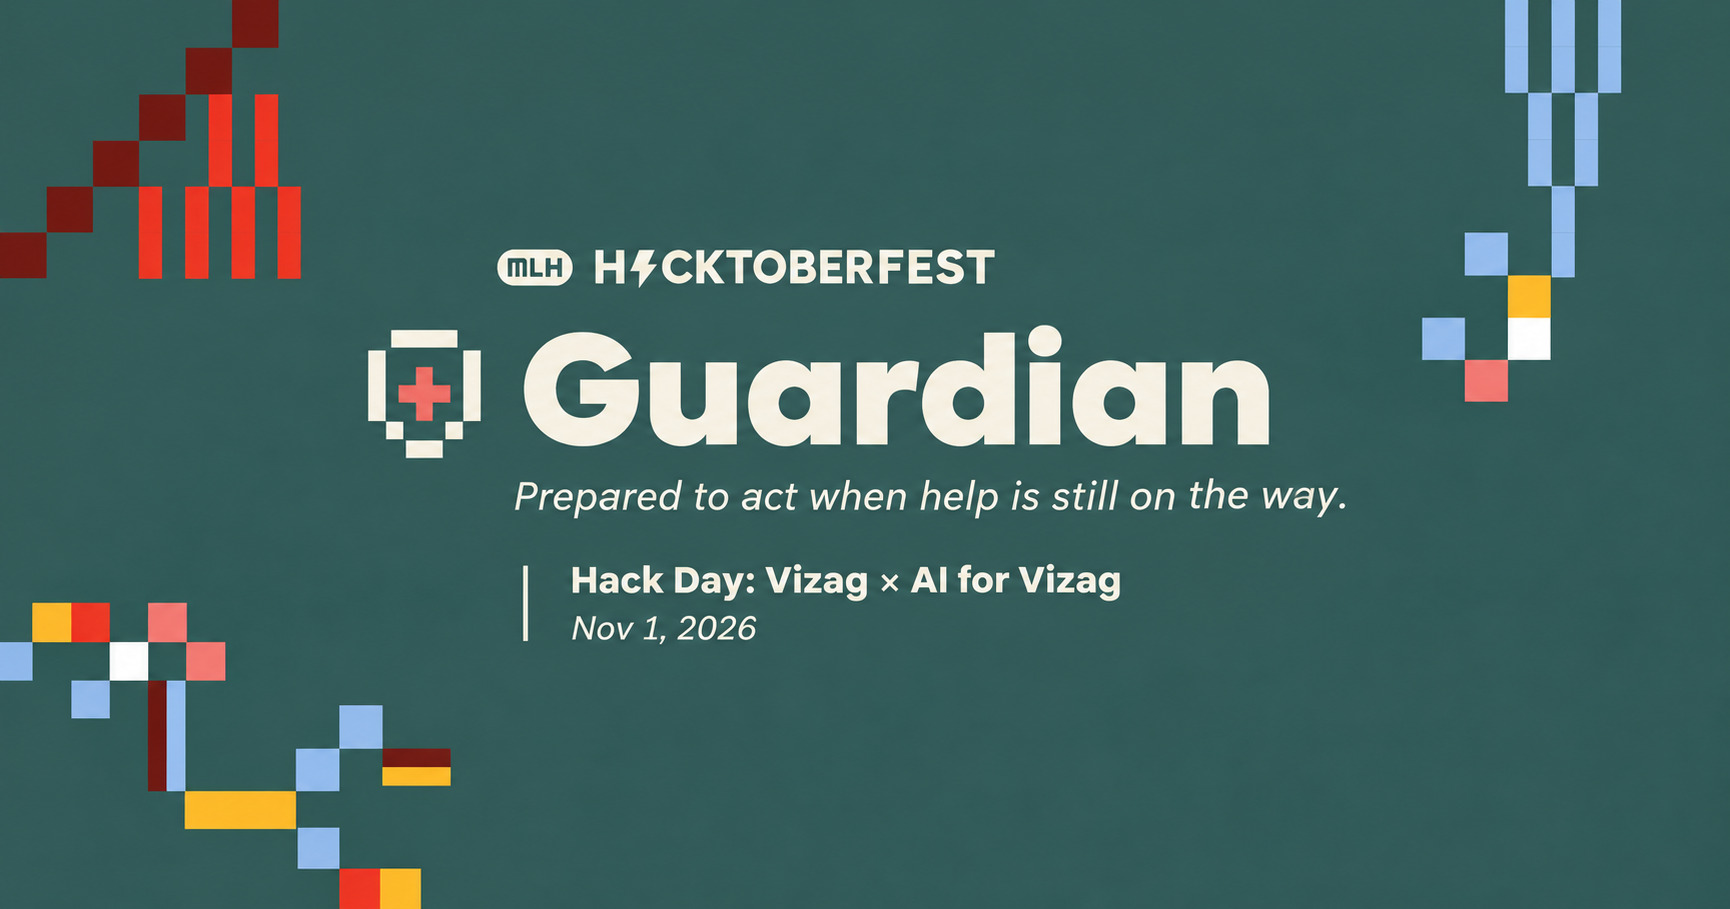 MLH HACKTOBERFEST
Guardian
Prepared to act when help is still on the way.
Hack Day: Vizag × AI for Vizag
Nov 1, 2026